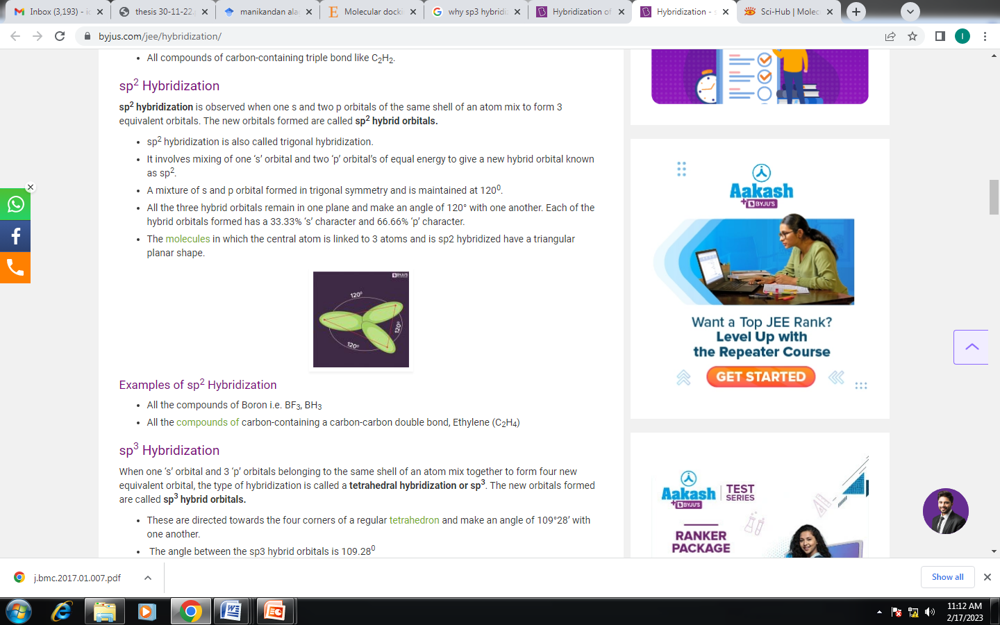 Inbox (3,193) - i
thesis 30-11-22.
manikandan ala
Molecular docki
why sp3 hybridi
Hybridization of
Hybridization - s
Sci-Hub | Molec
byjus.com/jee/hybridization/
I
• All compounds of carbon-containing triple bond like C₂H₂.
sp² Hybridization
sp² hybridization is observed when one s and two p orbitals of the same shell of an atom mix to form 3
equivalent orbitals. The new orbitals formed are called sp² hybrid orbitals.
• sp² hybridization is also called trigonal hybridization.
• It involves mixing of one ‘s’ orbital and two ‘p’ orbital’s of equal energy to give a new hybrid orbital known
as sp².
• A mixture of s and p orbital formed in trigonal symmetry and is maintained at 120⁰.
• All the three hybrid orbitals remain in one plane and make an angle of 120° with one another. Each of the
hybrid orbitals formed has a 33.33% ‘s’ character and 66.66% ‘p’ character.
• The molecules in which the central atom is linked to 3 atoms and is sp2 hybridized have a triangular
planar shape.
BYJU'S
120⁰
120⁰
120⁰
Examples of sp² Hybridization
• All the compounds of Boron i.e. BF₃, BH₃
• All the compounds of carbon-containing a carbon-carbon double bond, Ethylene (C₂H₄)
sp³ Hybridization
When one ‘s’ orbital and 3 ‘p’ orbitals belonging to the same shell of an atom mix together to form four new
equivalent orbital, the type of hybridization is called a tetrahedral hybridization or sp³. The new orbitals formed
are called sp³ hybrid orbitals.
• These are directed towards the four corners of a regular tetrahedron and make an angle of 109°28’ with
one another.
• The angle between the sp3 hybrid orbitals is 109.28⁰
Aakash
+ BYJU'S
Want a Top JEE Rank?
Level Up with
the Repeater Course
GET STARTED
Aakash
+ BYJU'S
TEST
SERIES
RANKER
PACKAGE
j.bmc.2017.01.007.pdf
Show all
11:12 AM
2/17/2023